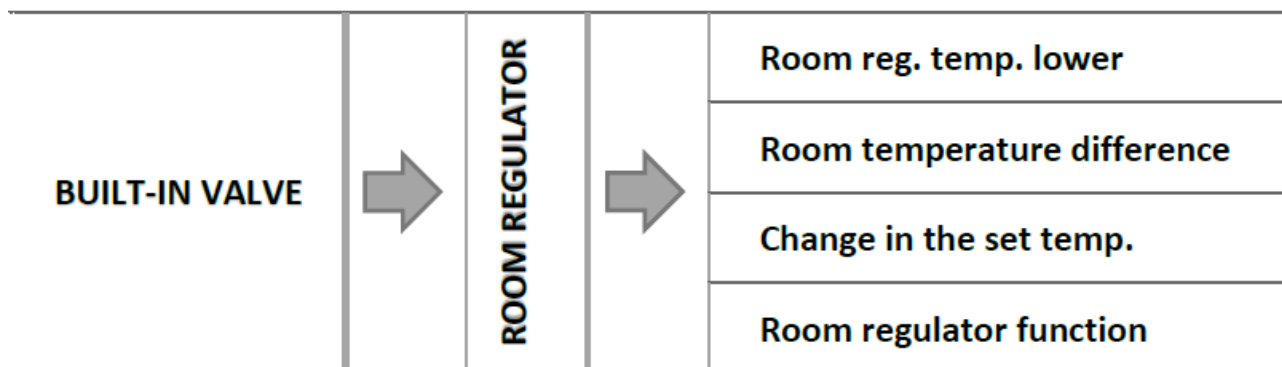 BUILT-IN VALVE
ROOM REGULATOR
Room reg. temp. lower
Room temperature difference
Change in the set temp.
Room regulator function